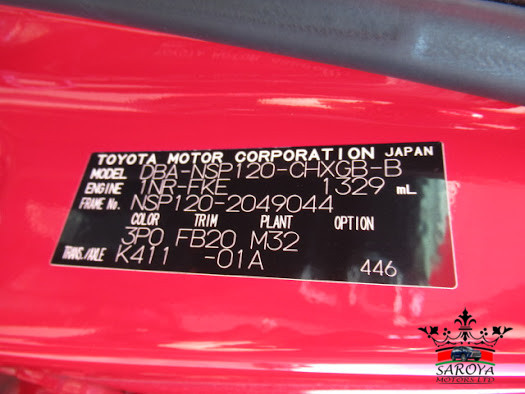 TOYOTA MOTOR CORPORATION JAPAN
MODEL DBA-NSP120-CHXGB-B
ENGINE 1NR-FKE 1329 mL
FRAME No. NSP120-2049044
COLOR TRIM PLANT OPTION
3P0 FB20 M32
TRANS./AXLE K411 -01A
446
SAROYA
MOTORS LTD